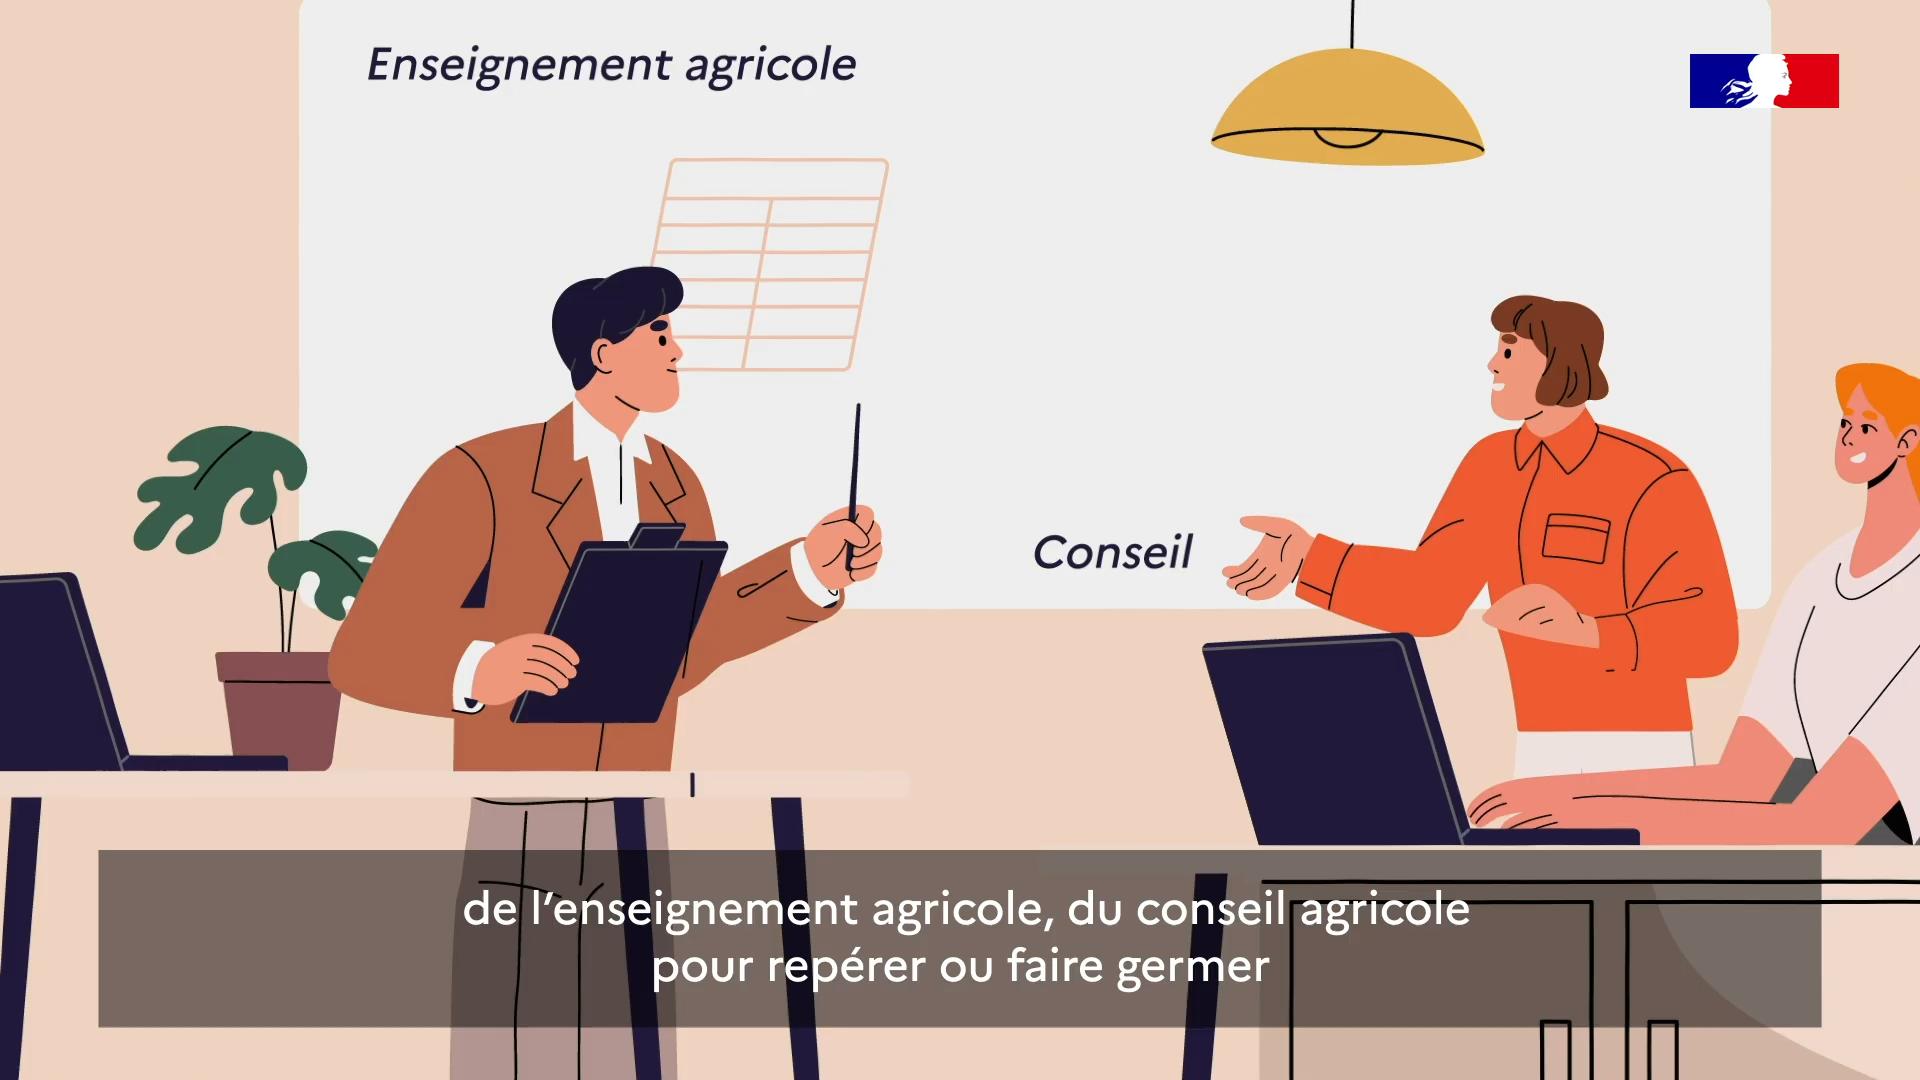 Enseignement agricole
Conseil
de l’enseignement agricole, du conseil agricole
pour repérer ou faire germer